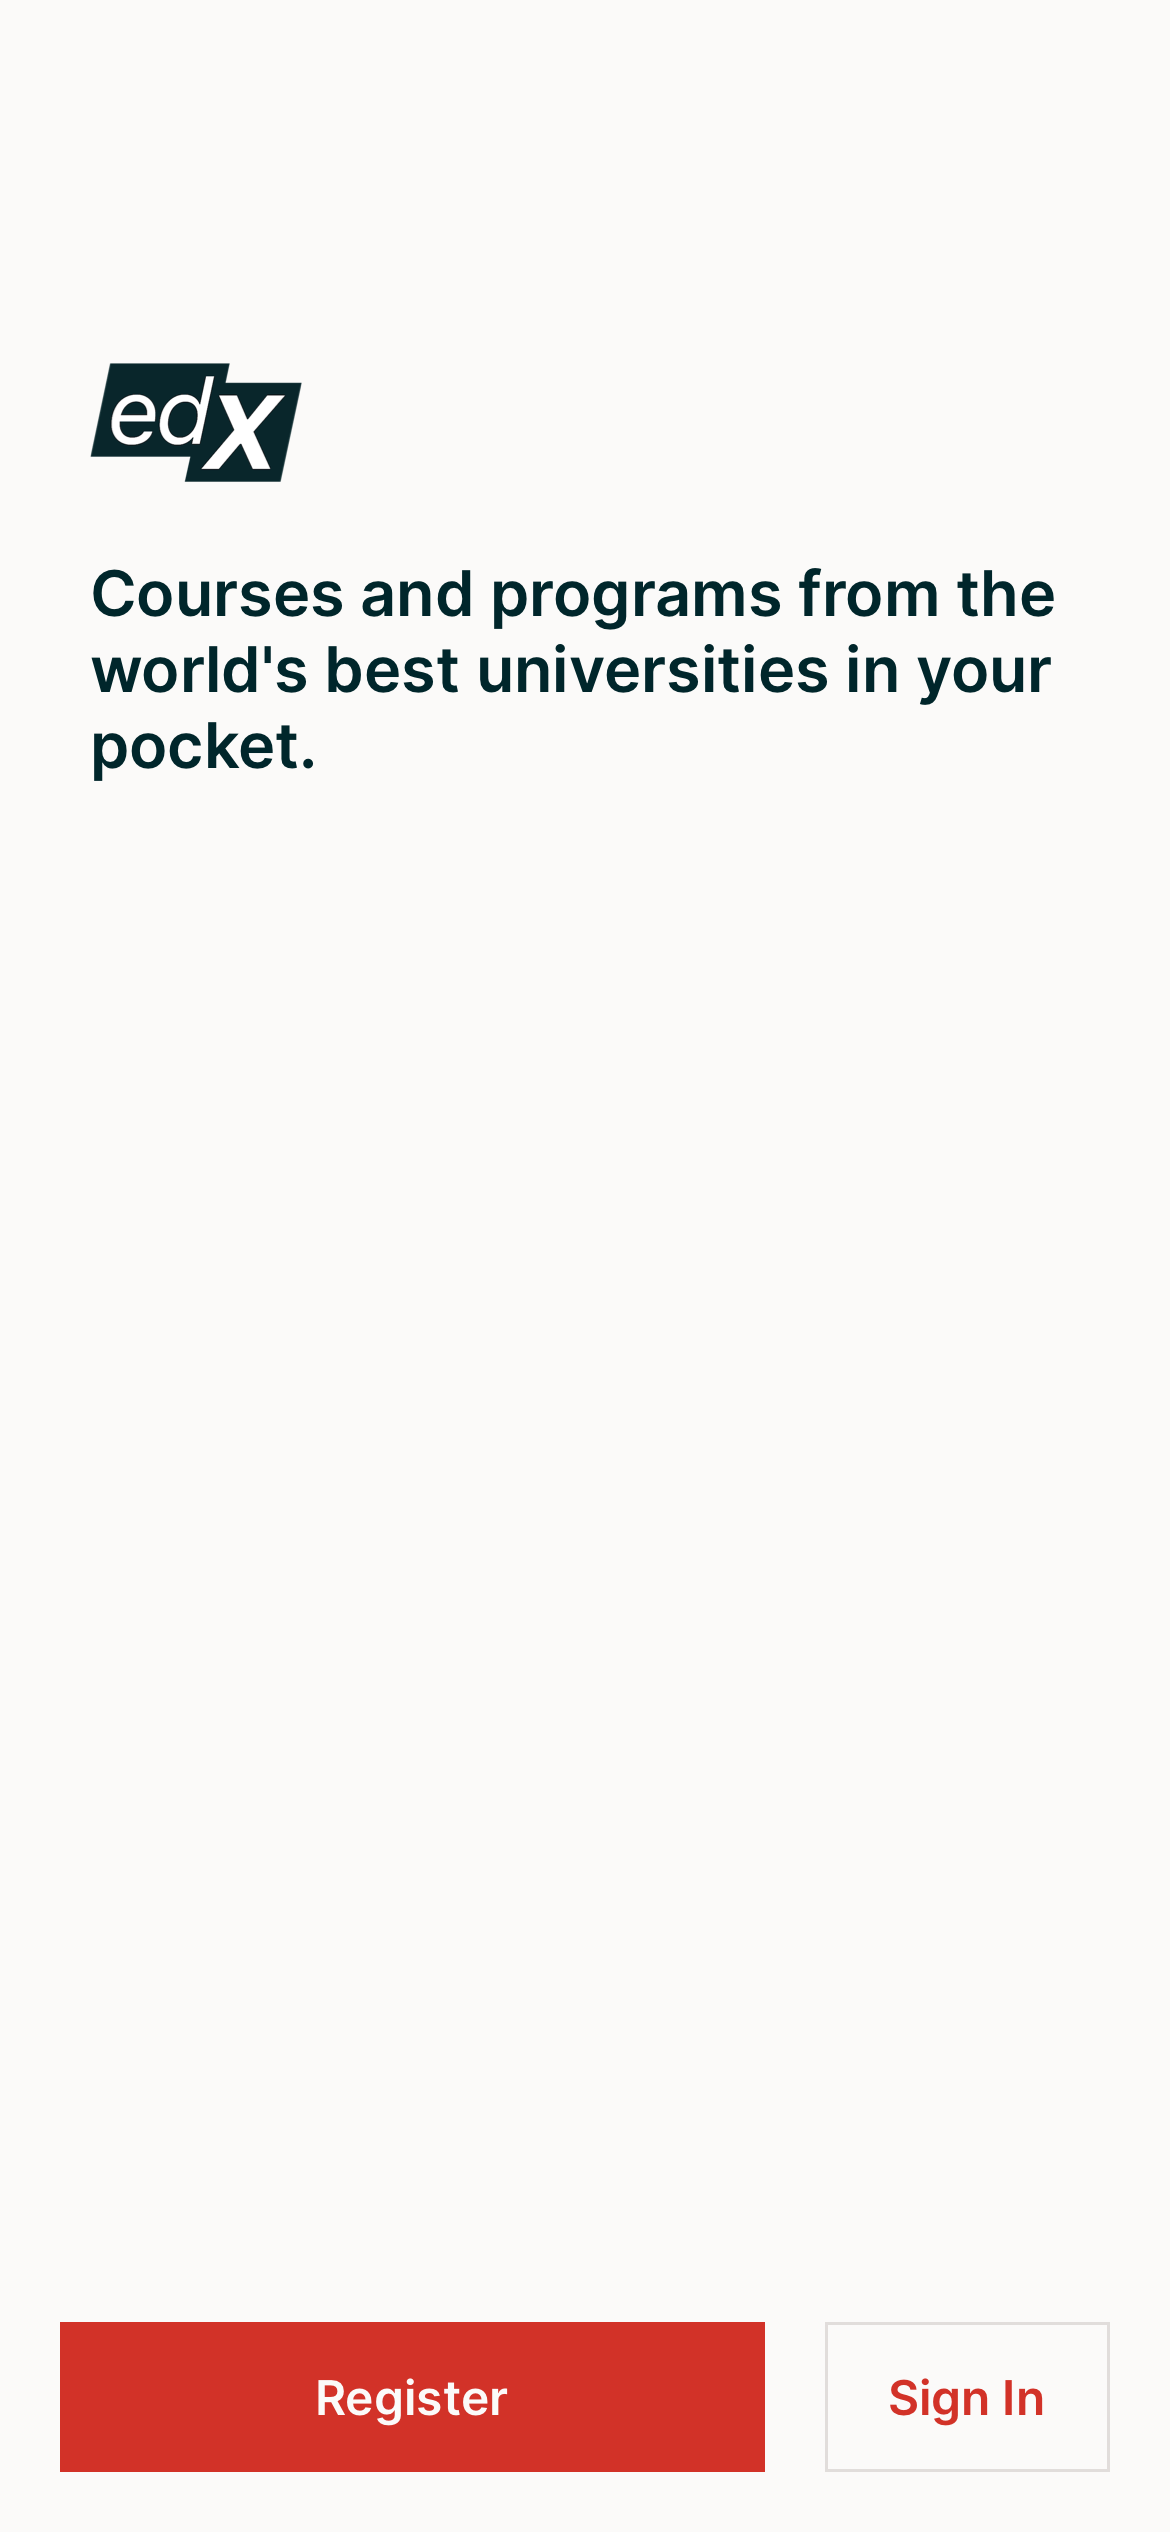 edX
Courses and programs from the
world's best universities in your
pocket.
Register
Sign In